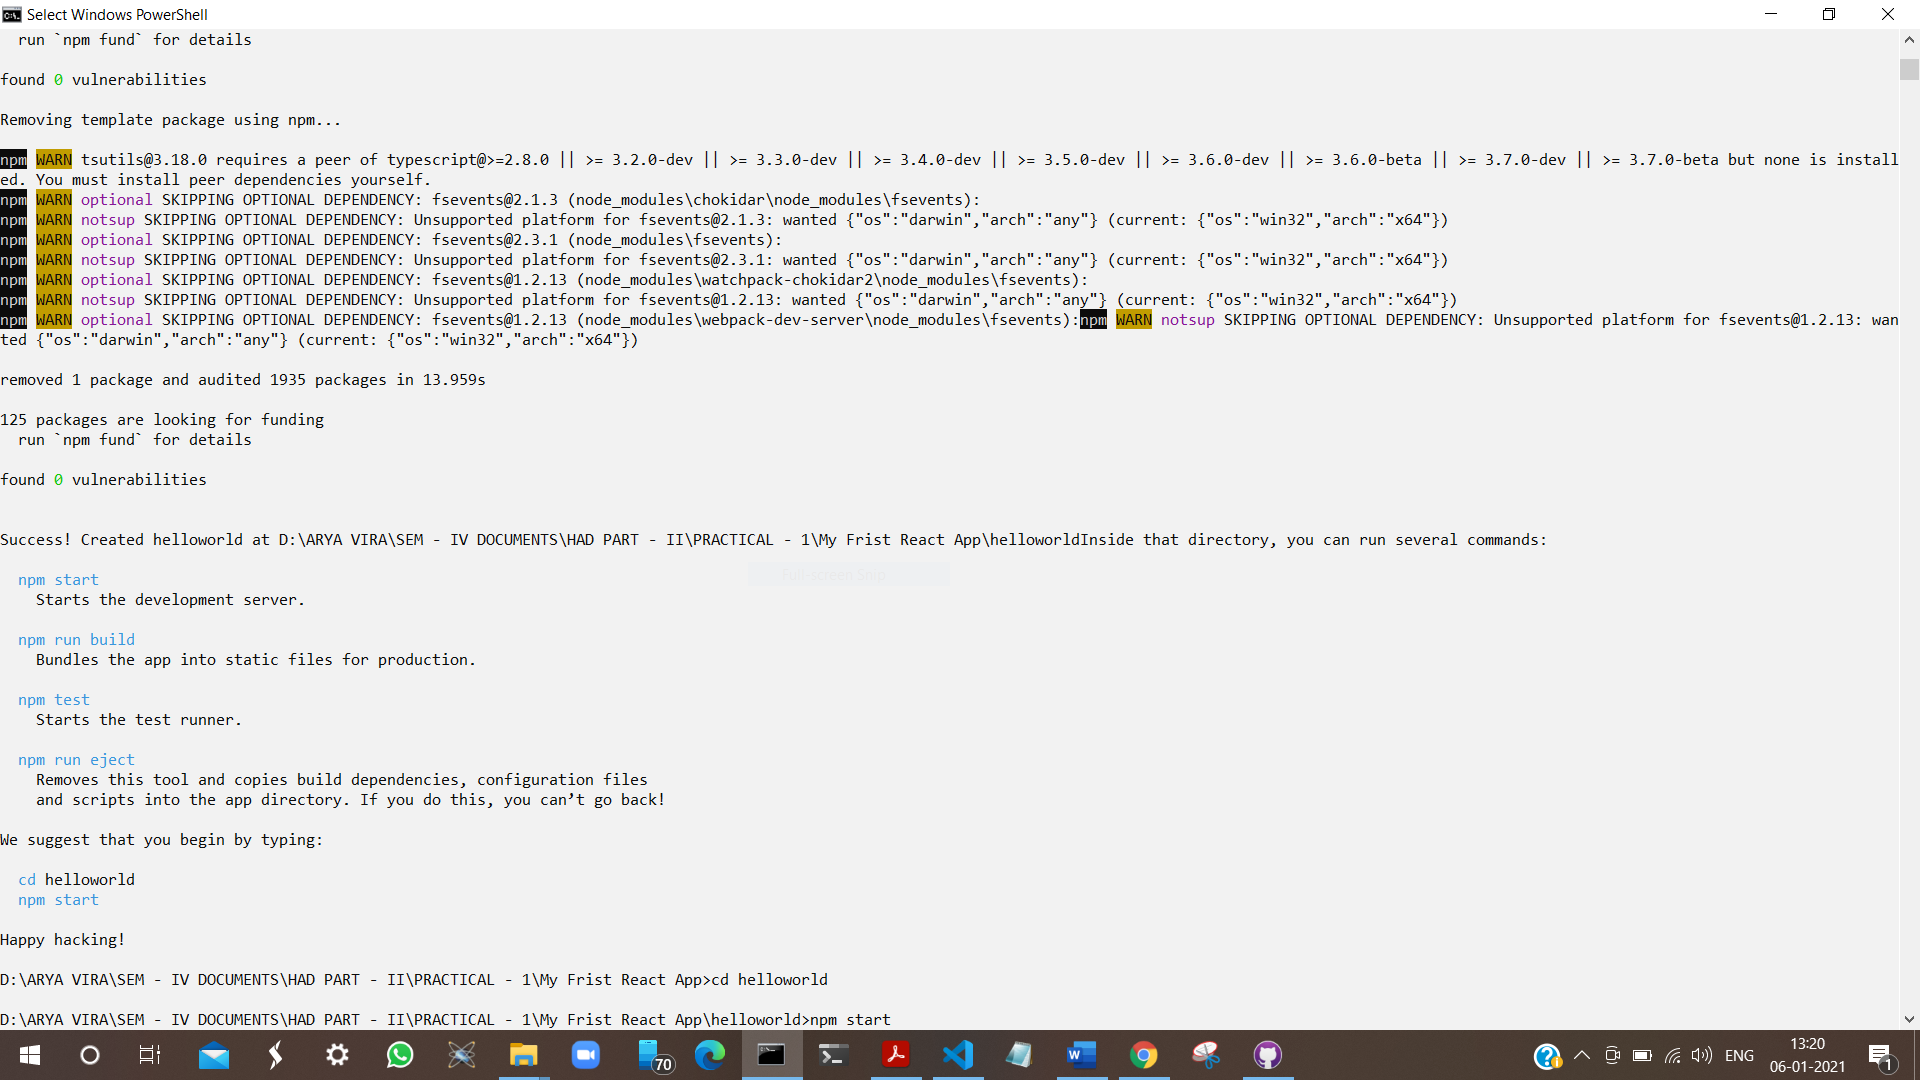 Select Windows PowerShell
run `npm fund` for details
found 0 vulnerabilities
Removing template package using npm...
npm WARN tsutils@3.18.0 requires a peer of typescript@>=2.8.0 || >= 3.2.0-dev || >= 3.3.0-dev || >= 3.4.0-dev || >= 3.5.0-dev || >= 3.6.0-dev || >= 3.6.0-beta || >= 3.7.0-dev || >= 3.7.0-beta but none is install
ed. You must install peer dependencies yourself.
npm WARN optional SKIPPING OPTIONAL DEPENDENCY: fsevents@2.1.3 (node_modules\chokidar\node_modules\fsevents):
npm WARN notsup SKIPPING OPTIONAL DEPENDENCY: Unsupported platform for fsevents@2.1.3: wanted {"os":"darwin","arch":"any"} (current: {"os":"win32","arch":"x64"})
npm WARN optional SKIPPING OPTIONAL DEPENDENCY: fsevents@2.3.1 (node_modules\fsevents):
npm WARN notsup SKIPPING OPTIONAL DEPENDENCY: Unsupported platform for fsevents@2.3.1: wanted {"os":"darwin","arch":"any"} (current: {"os":"win32","arch":"x64"})
npm WARN optional SKIPPING OPTIONAL DEPENDENCY: fsevents@1.2.13 (node_modules\watchpack-chokidar2\node_modules\fsevents):
npm WARN notsup SKIPPING OPTIONAL DEPENDENCY: Unsupported platform for fsevents@1.2.13: wanted {"os":"darwin","arch":"any"} (current: {"os":"win32","arch":"x64"})
npm WARN optional SKIPPING OPTIONAL DEPENDENCY: fsevents@1.2.13 (node_modules\webpack-dev-server\node_modules\fsevents):npm WARN notsup SKIPPING OPTIONAL DEPENDENCY: Unsupported platform for fsevents@1.2.13: wan
ted {"os":"darwin","arch":"any"} (current: {"os":"win32","arch":"x64"})
removed 1 package and audited 1935 packages in 13.959s
125 packages are looking for funding
run `npm fund` for details
found 0 vulnerabilities
Success! Created helloworld at D:\ARYA VIRA\SEM - IV DOCUMENTS\HAD PART - II\PRACTICAL - 1\My Frist React App\helloworldInside that directory, you can run several commands:
Full-screen Snip
npm start
Starts the development server.
npm run build
Bundles the app into static files for production.
npm test
Starts the test runner.
npm run eject
Removes this tool and copies build dependencies, configuration files
and scripts into the app directory. If you do this, you can’t go back!
We suggest that you begin by typing:
cd helloworld
npm start
Happy hacking!
D:\ARYA VIRA\SEM - IV DOCUMENTS\HAD PART - II\PRACTICAL - 1\My Frist React App>cd helloworld
D:\ARYA VIRA\SEM - IV DOCUMENTS\HAD PART - II\PRACTICAL - 1\My Frist React App\helloworld>npm start
70
ENG
13:20
06-01-2021
1